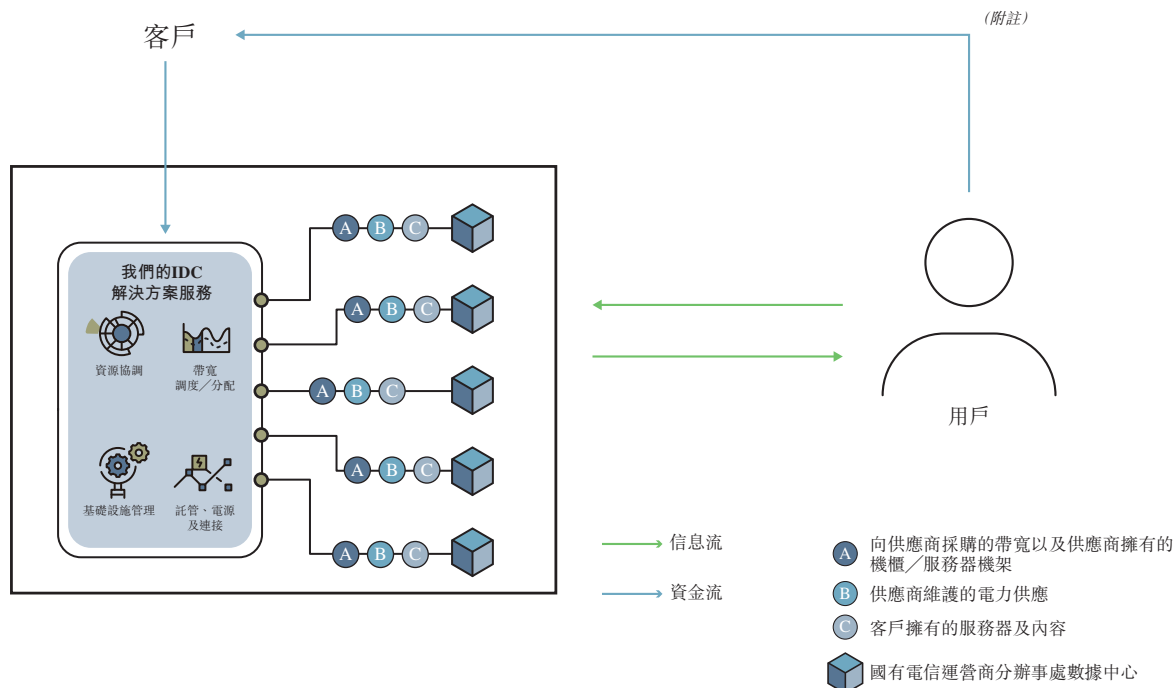 (附註)
客戶
我們的IDC
解決方案服務
資源協調
帶寬
調度／分配
基礎設施管理
託管、電源
及連接
A B C
A B C
A B C
A B C
A B C
用戶
信息流
資金流
A 向供應商採購的帶寬以及供應商擁有的
機櫃／服務器機架
B 供應商維護的電力供應
C 客戶擁有的服務器及內容
國有電信運營商分辦事處數據中心